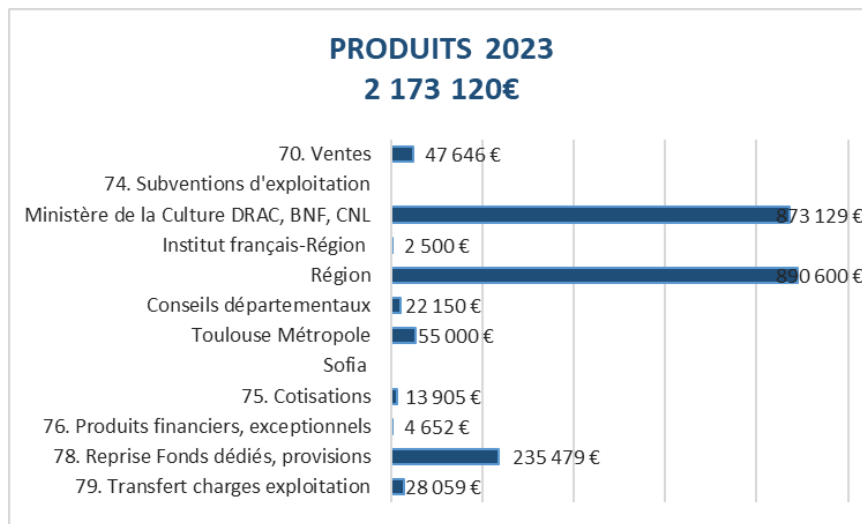 PRODUITS 2023
2 173 120€
70. Ventes 47 646 €
74. Subventions d'exploitation
Ministère de la Culture DRAC, BNF, CNL 873 129 €
Institut français-Région 2 500 €
Région 890 600 €
Conseils départementaux 22 150 €
Toulouse Métropole 55 000 €
Sofia
75. Cotisations 13 905 €
76. Produits financiers, exceptionnels 4 652 €
78. Reprise Fonds dédiés, provisions 235 479 €
79. Transfert charges exploitation 28 059 €